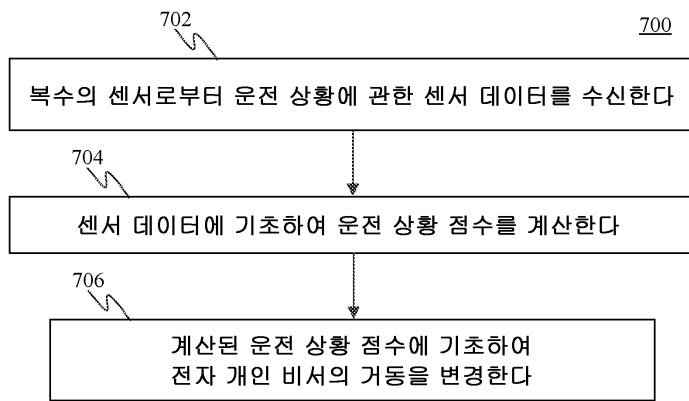 702
700
복수의 센서로부터 운전 상황에 관한 센서 데이터를 수신한다
704
센서 데이터에 기초하여 운전 상황 점수를 계산한다
706
계산된 운전 상황 점수에 기초하여
전자 개인 비서의 거동을 변경한다